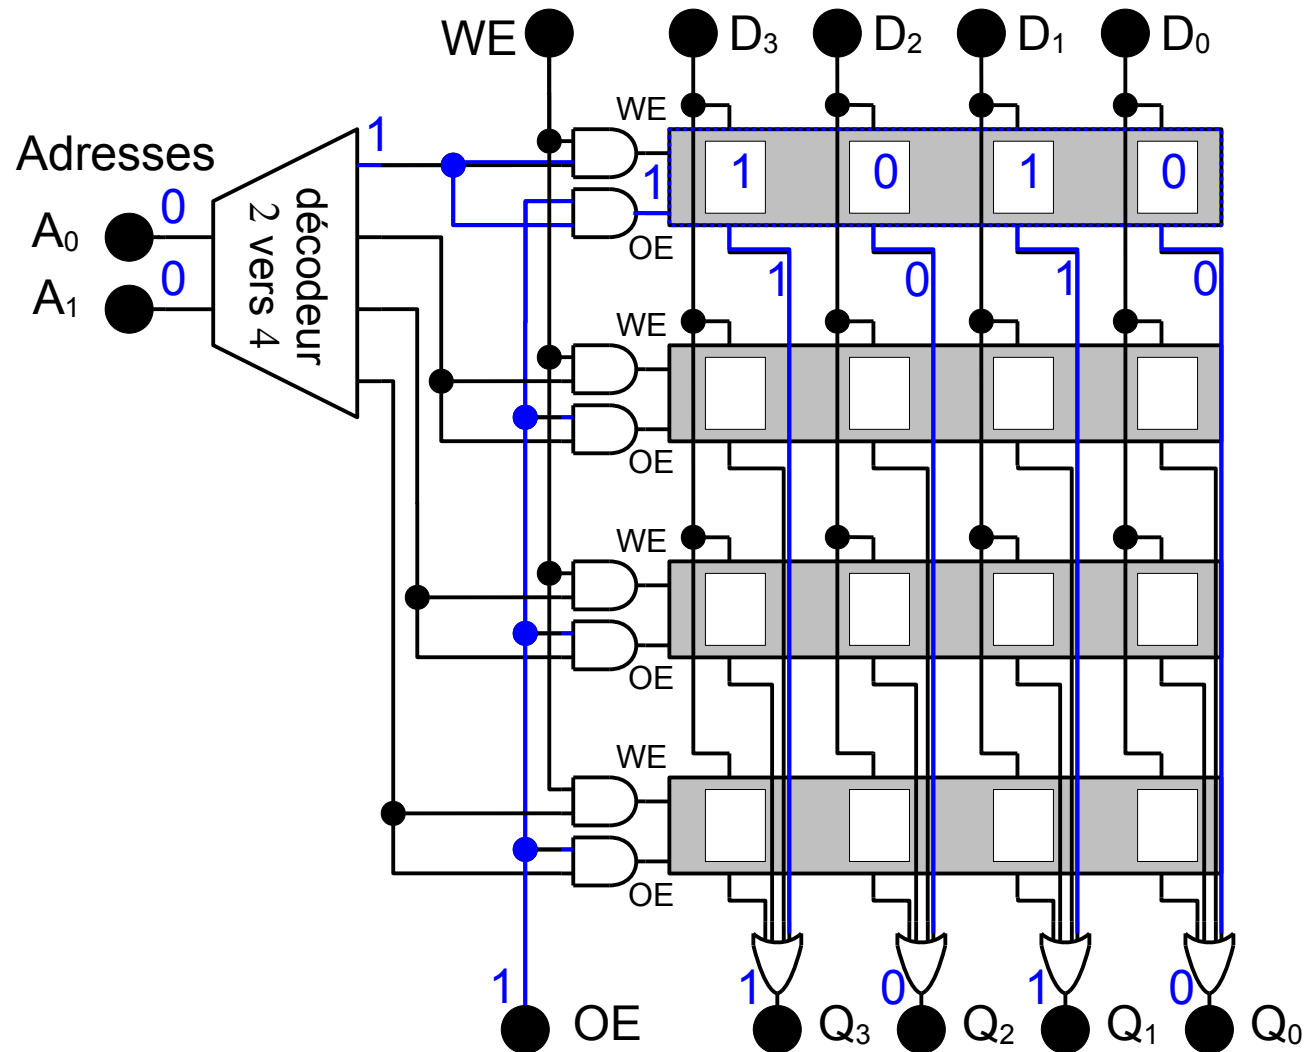 WE D₃ D₂ D₁ D₀
WE
Adresses
1
0
A₀
0
A₁
décodeur
2 vers 4
1
1 0 1 0
OE
1 0 1 0
WE
OE
WE
OE
WE
OE
1 1 0 1 0
OE Q₃ Q₂ Q₁ Q₀